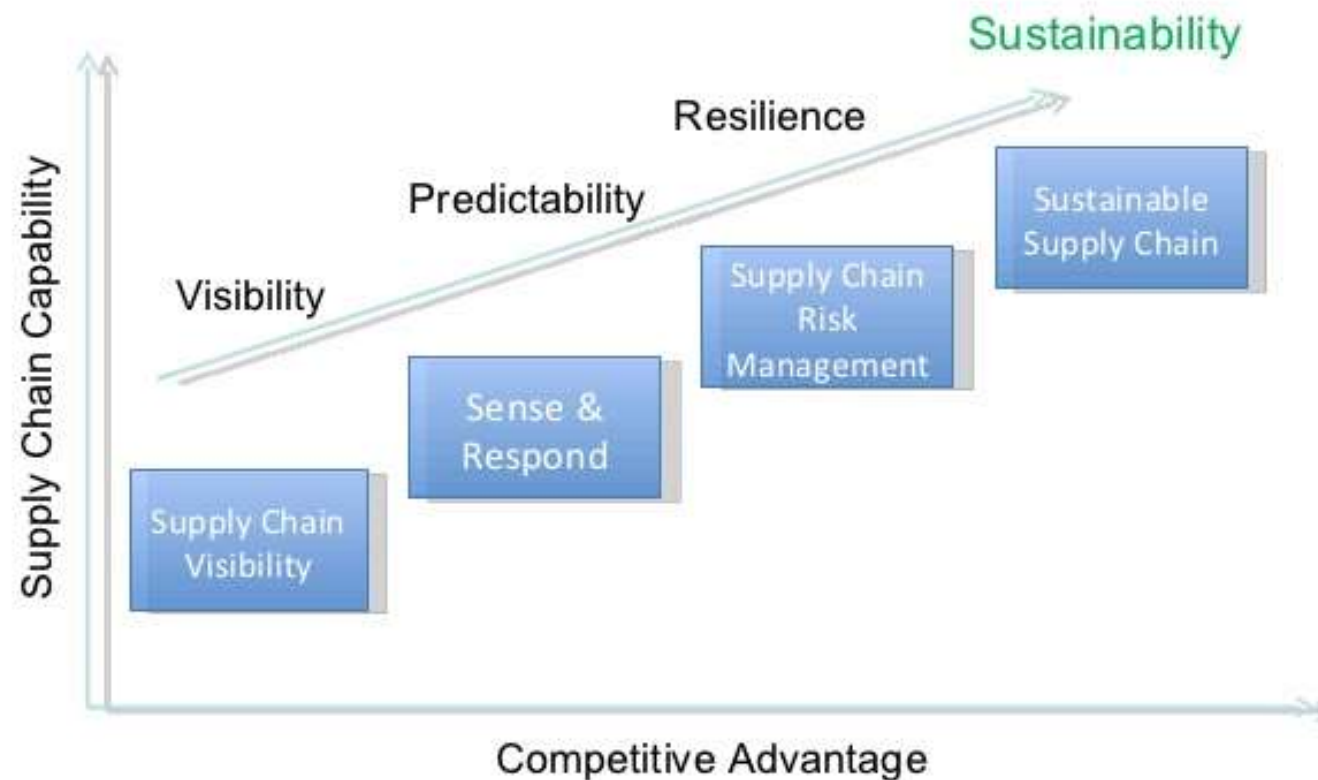 Sustainability
Resilience
Predictability
Visibility
Supply Chain Capability
Sustainable
Supply Chain
Supply Chain
Risk
Management
Sense &
Respond
Supply Chain
Visibility
Competitive Advantage